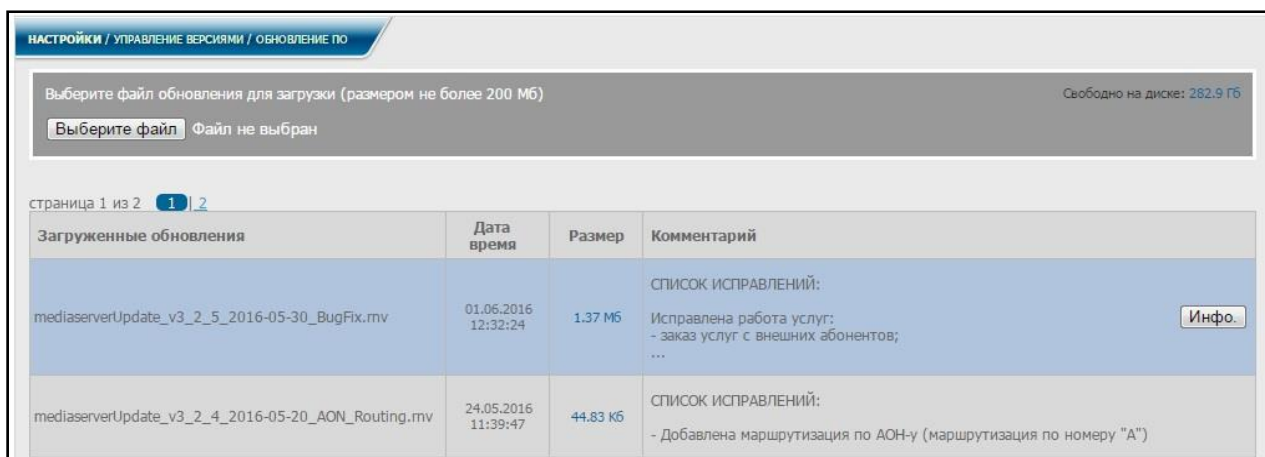 НАСТРОЙКИ / УПРАВЛЕНИЕ ВЕРСИЯМИ / ОБНОВЛЕНИЕ ПО
Выберите файл обновления для загрузки (размером не более 200 Мб)
Свободно на диске: 282.9 Гб
Выберите файл Файл не выбран
страница 1 из 2 1 | 2
Загруженные обновления
Дата
время
Размер
Комментарий
mediaserverUpdate_v3_2_5_2016-05-30_BugFix.rnv
01.06.2016
12:32:24
1.37 Мб
СПИСОК ИСПРАВЛЕНИЙ:
Исправлена работа услуг:
- заказ услуг с внешних абонентов;
...
Инфо.
mediaserverUpdate_v3_2_4_2016-05-20_AON_Routing.rnv
24.05.2016
11:39:47
44.83 Кб
СПИСОК ИСПРАВЛЕНИЙ:
- Добавлена маршрутизация по АОН-у (маршрутизация по номеру "А")